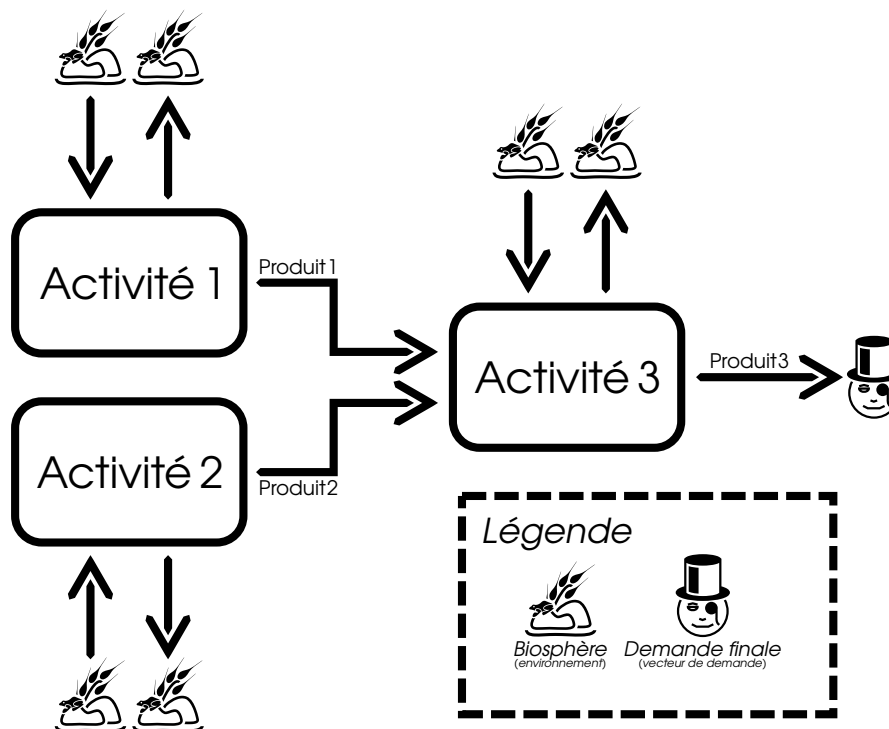 Activité 1
Produit1
Activité 2
Produit2
Activité 3
Produit3
Légende
Biosphère
(environnement)
Demande finale
(vecteur de demande)